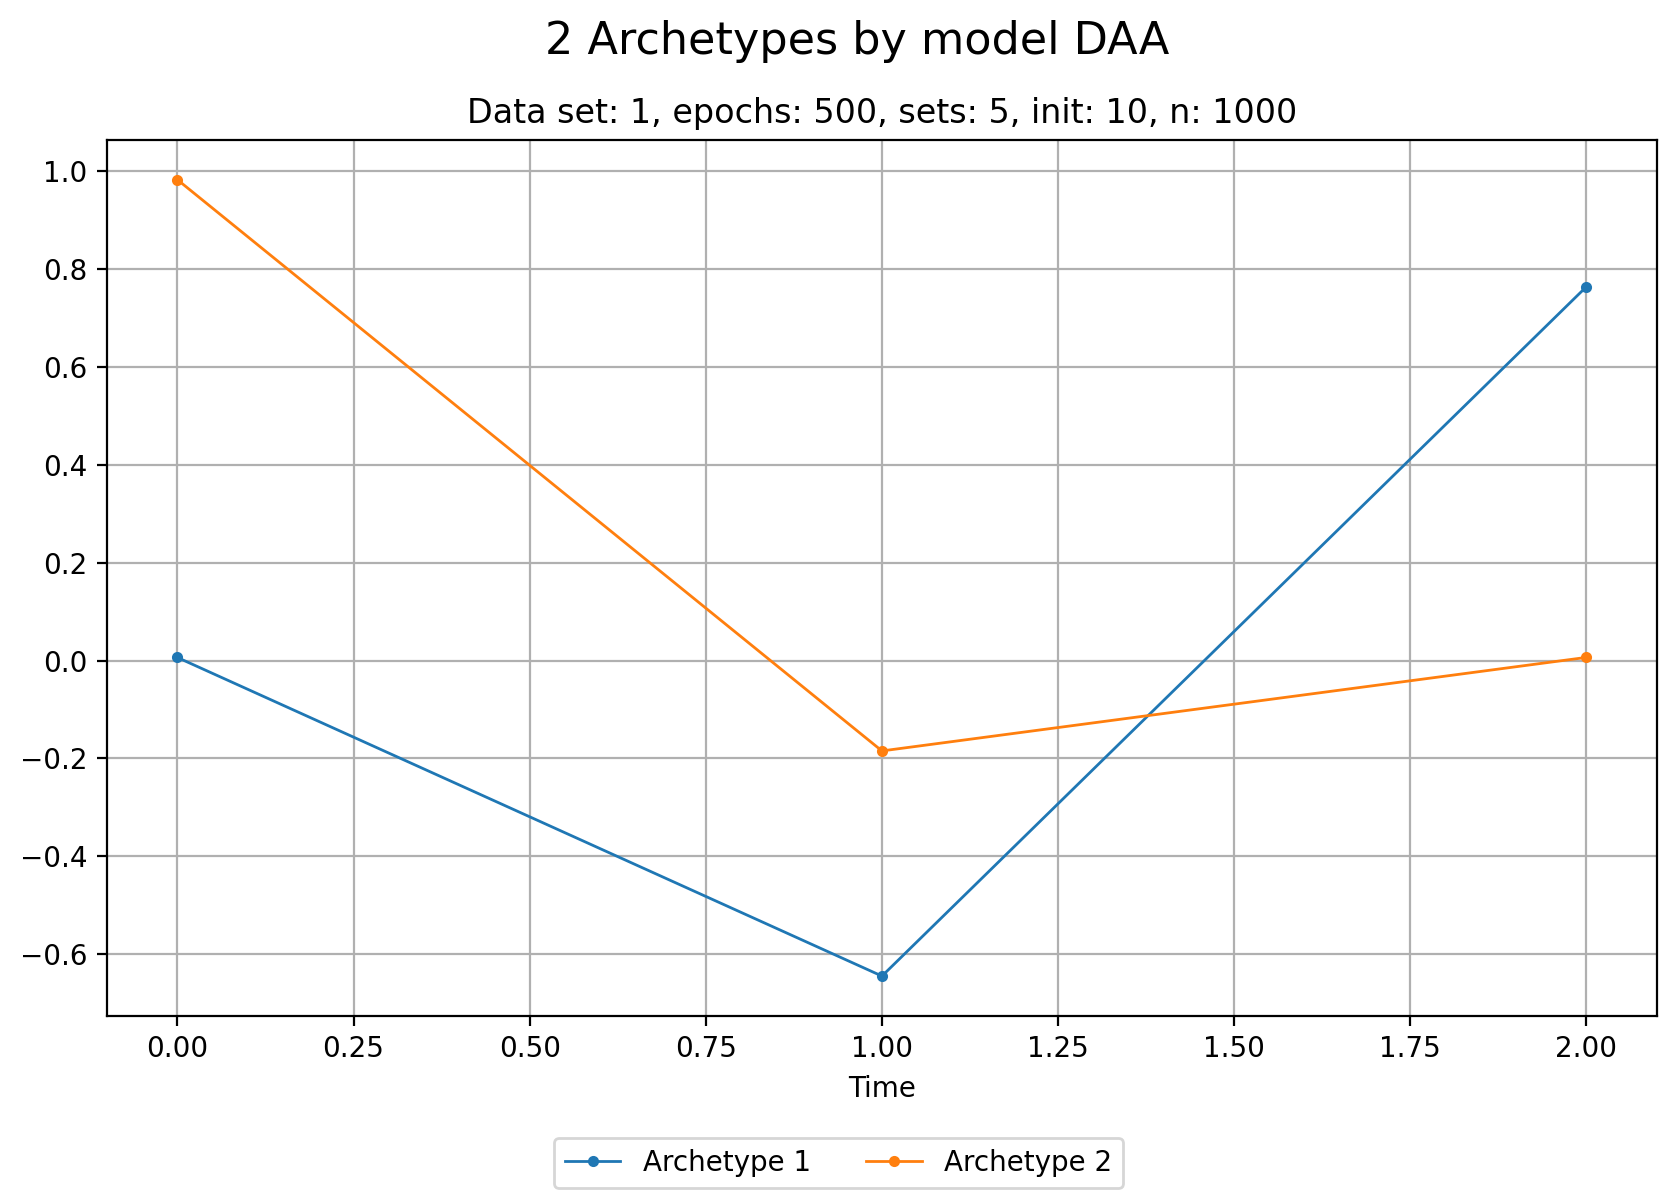 2 Archetypes by model DAA
Data set: 1, epochs: 500, sets: 5, init: 10, n: 1000
1.0
0.8
0.6
0.4
0.2
0.0
−0.2
−0.4
−0.6
0.00 0.25 0.50 0.75 1.00 1.25 1.50 1.75 2.00
Time
Archetype 1 Archetype 2